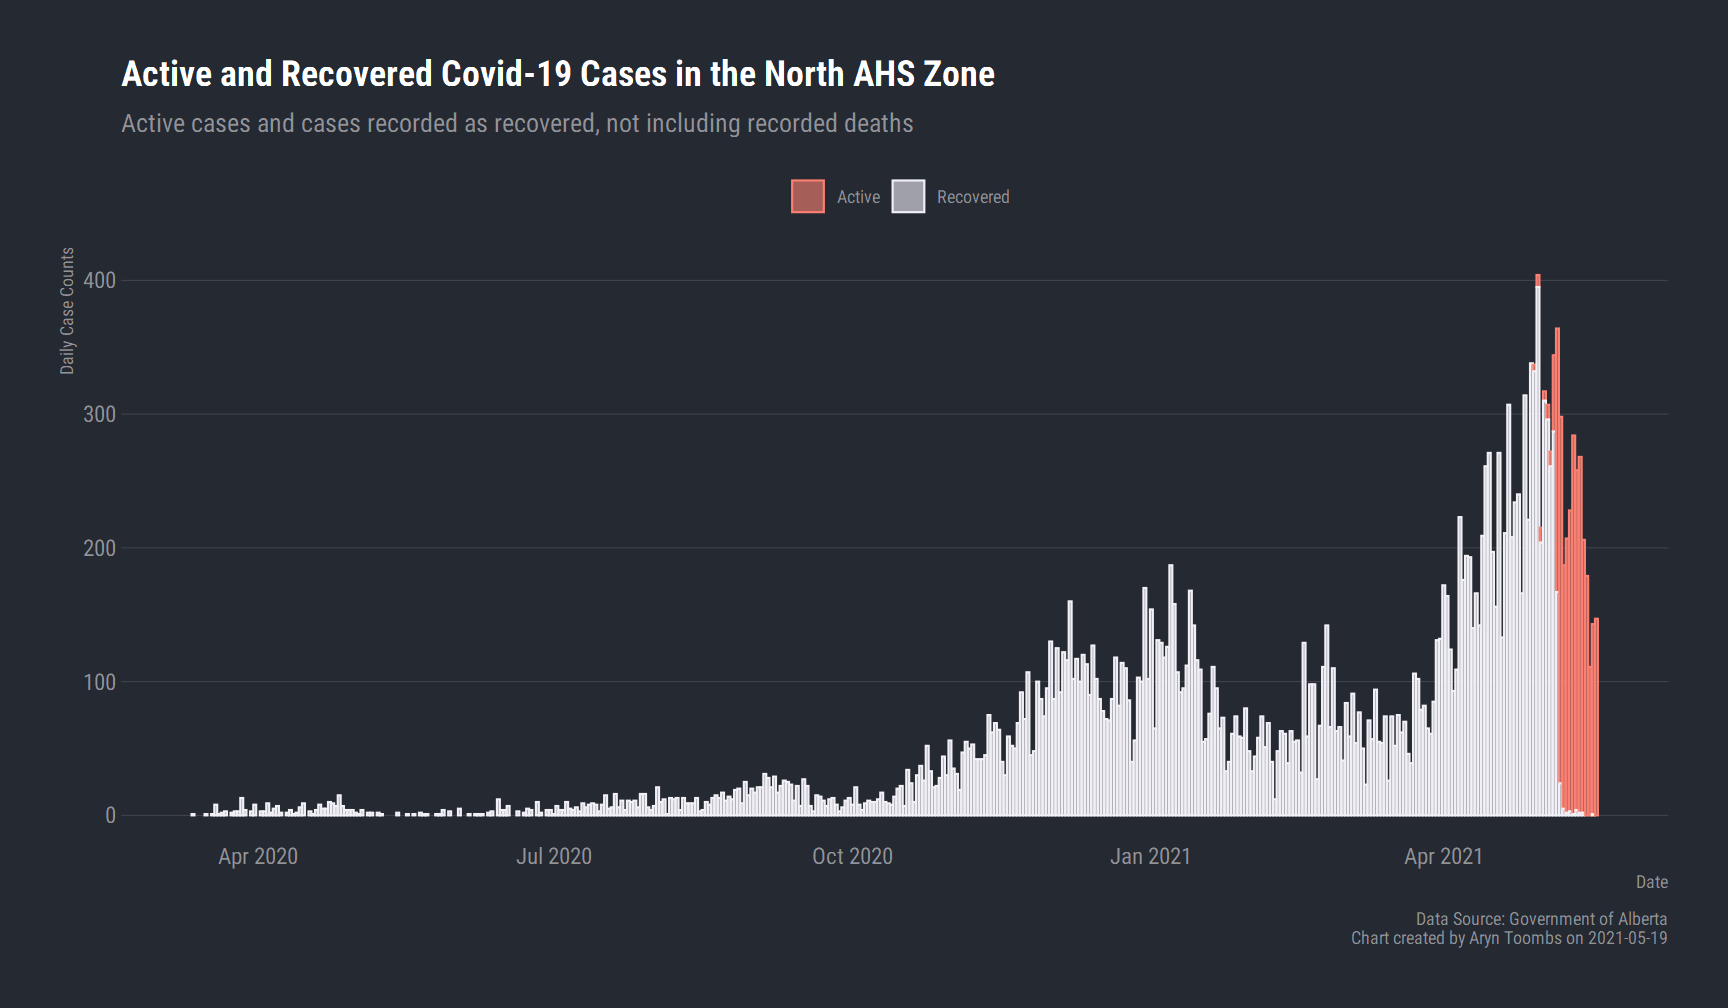 Active and Recovered Covid-19 Cases in the North AHS Zone
Active cases and cases recorded as recovered, not including recorded deaths
Active
Recovered
Daily Case Counts
400
300
200
100
0
Apr 2020
Jul 2020
Oct 2020
Jan 2021
Apr 2021
Date
Data Source: Government of Alberta
Chart created by Aryn Toombs on 2021-05-19